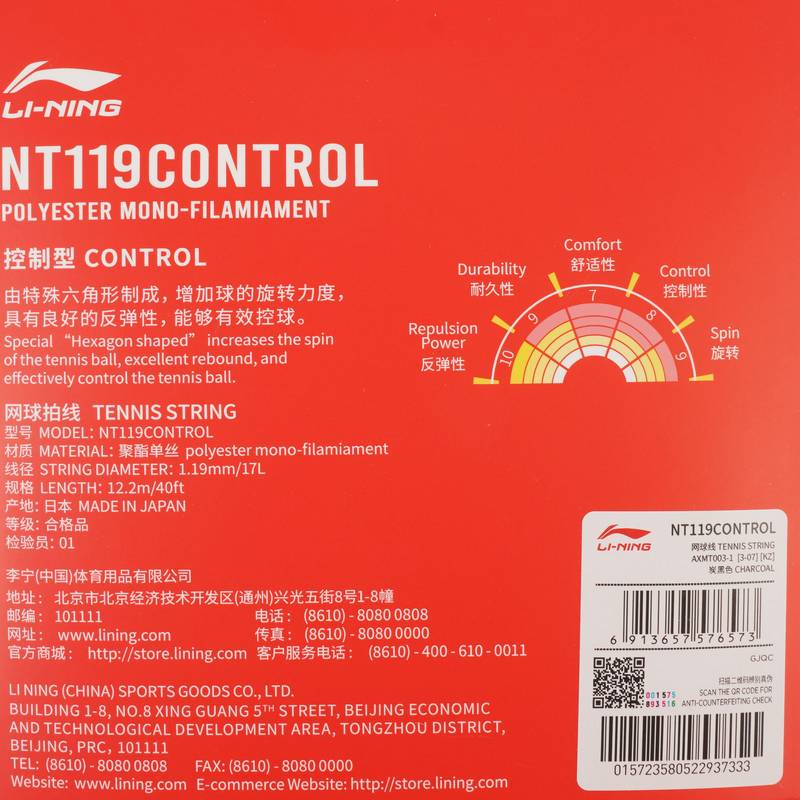 LI-NING
NT119CONTROL
POLYESTER MONO-FILAMIAMENT
控制型 CONTROL
由特殊六角形制成，增加球的旋转力度，
具有良好的反弹性，能够有效控球。
Special “Hexagon shaped” increases the spin
of the tennis ball, excellent rebound, and
effectively control the tennis ball.
Repulsion
Power
反弹性
10
Durability
耐久性
9
Comfort
舒适性
7
Control
控制性
8
Spin
旋转
9
网球拍线 TENNIS STRING
型号 MODEL: NT119CONTROL
材质 MATERIAL: 聚酯单丝 polyester mono-filamiament
线径 STRING DIAMETER: 1.19mm/17L
规格 LENGTH: 12.2m/40ft
产地: 日本 MADE IN JAPAN
等级: 合格品
检验员: 01
李宁(中国)体育用品有限公司
地址: 北京市北京经济技术开发区(通州)兴光五街8号1-8幢
邮编: 101111 电话: (8610) - 8080 0808
网址: www.lining.com 传真: (8610) - 8080 0000
官方商城: http://store.lining.com 客户服务电话: (8610) - 400 - 610 - 0011
LI NING (CHINA) SPORTS GOODS CO., LTD.
BUILDING 1-8, NO.8 XING GUANG 5TH STREET, BEIJING ECONOMIC
AND TECHNOLOGICAL DEVELOPMENT AREA, TONGZHOU DISTRICT,
BEIJING, PRC, 101111
TEL: (8610) - 8080 0808 FAX: (8610) - 8080 0000
Website: www.lining.com E-commerce Website: http://store.lining.com
LI-NING
NT119CONTROL
网球线 TENNIS STRING
AXMT003-1 [3-07] [KZ]
炭黑色 CHARCOAL
6 913657 576573
GJQC
001 575
893 516
扫描二维码辨别真伪
SCAN THE QR CODE FOR
ANTI-COUNTERFEITING CHECK
015723580522937333